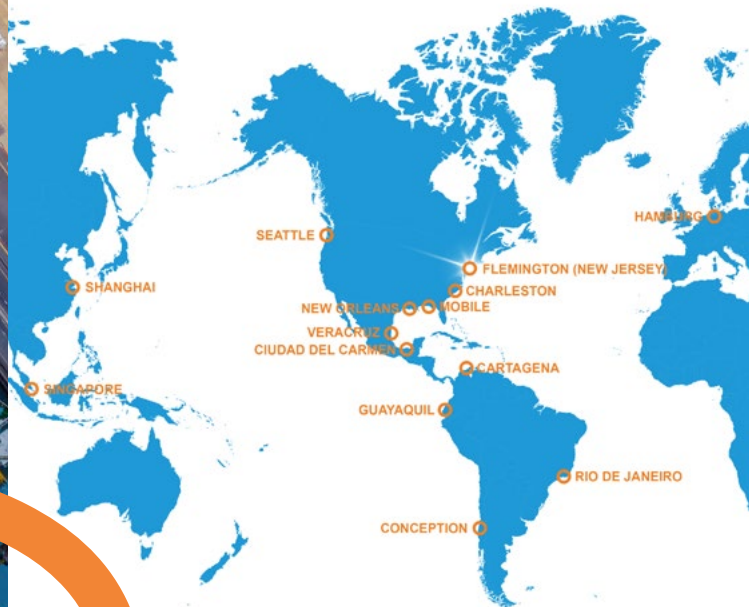 HAMBURG
SEATTLE
FLEMINGTON (NEW JERSEY)
SHANGHAI
CHARLESTON
NEW ORLEANS
MOBILE
VERACRUZ
CIUDAD DEL CARMEN
CARTAGENA
SINGAPORE
GUAYAQUIL
RIO DE JANEIRO
CONCEPTION